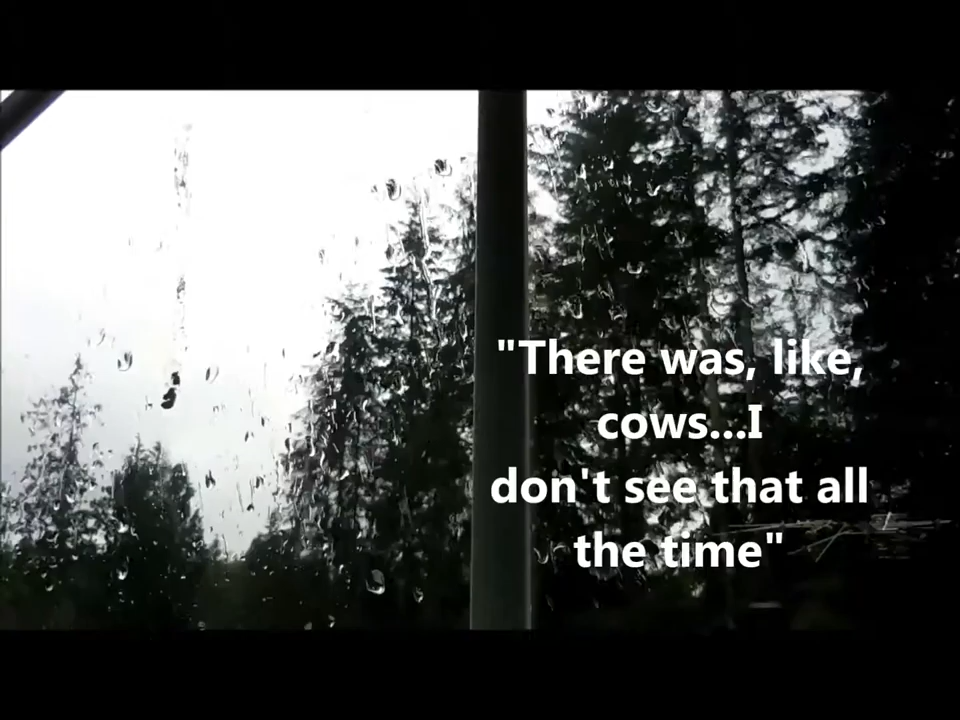 "There was, like,
cows...I
don't see that all
the time"